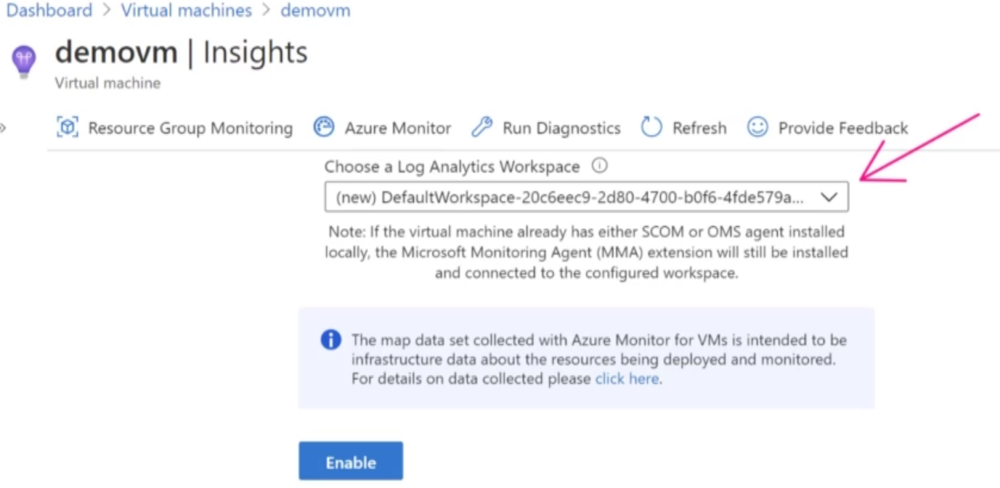 Dashboard > Virtual machines > demovm
demovm | Insights
Virtual machine
» Resource Group Monitoring Azure Monitor Run Diagnostics Refresh Provide Feedback
Choose a Log Analytics Workspace
(new) DefaultWorkspace-20c6eec9-2d80-4700-b0f6-4fde579a...
Note: If the virtual machine already has either SCOM or OMS agent installed
locally, the Microsoft Monitoring Agent (MMA) extension will still be installed
and connected to the configured workspace.
The map data set collected with Azure Monitor for VMs is intended to be
infrastructure data about the resources being deployed and monitored.
For details on data collected please click here.
Enable